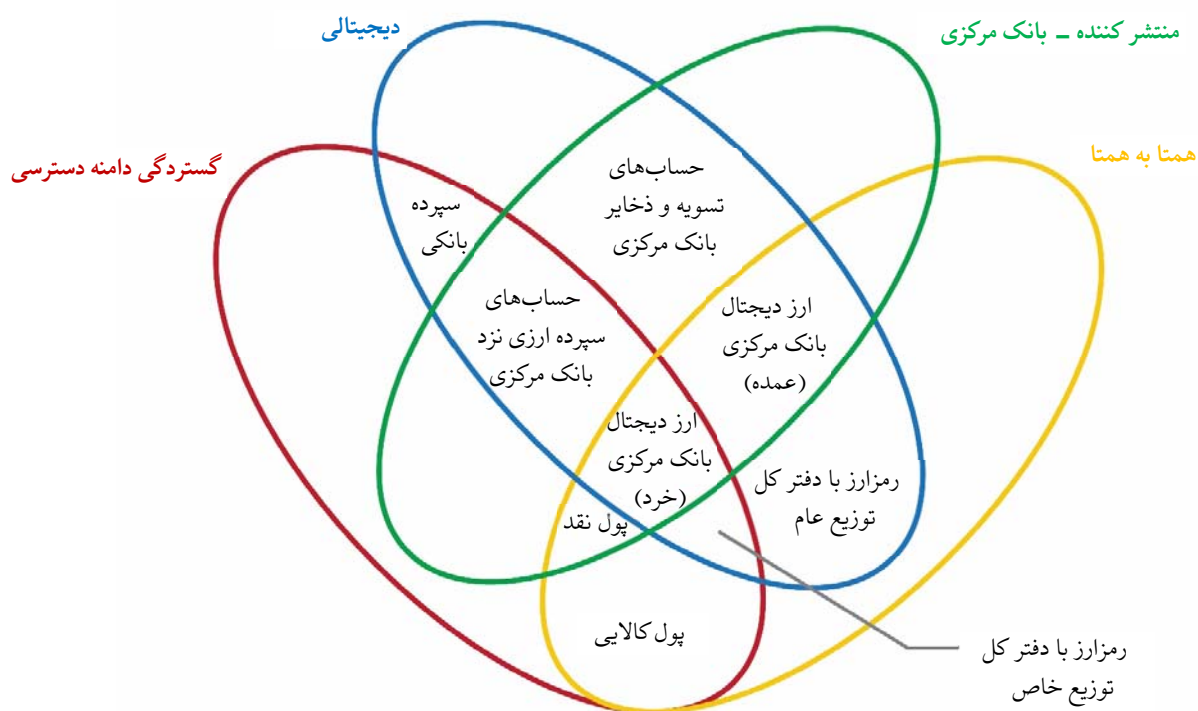 دیجیتالی
منتشر کننده – بانک مرکزی
همتا به همتا
گستردگی دامنه دسترسی
حساب‌های
تسویه و ذخایر
بانک مرکزی
سپرده
بانکی
حساب‌های
سپرده ارزی نزد
بانک مرکزی
ارز دیجتال
بانک مرکزی
(عمده)
ارز دیجتال
بانک مرکزی
(خرد)
رمزارز با دفتر کل
توزیع عام
پول نقد
پول کالایی
رمزارز با دفتر کل
توزیع خاص